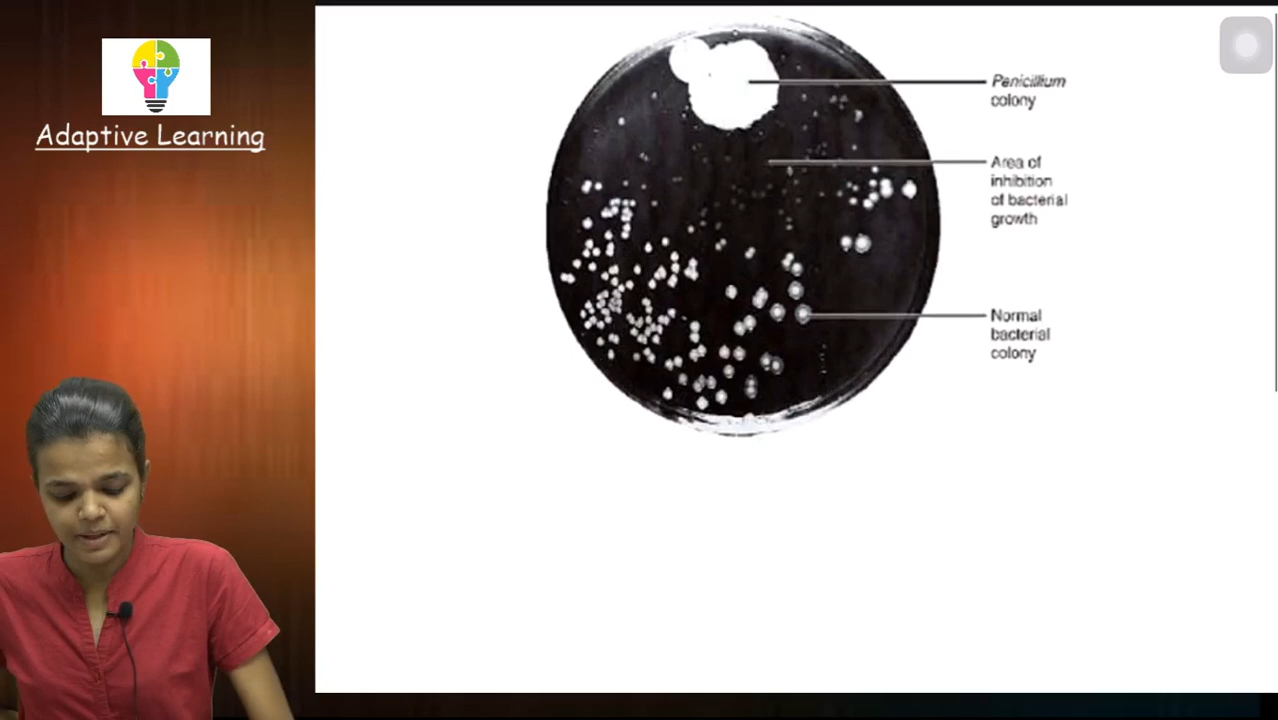 Adaptive Learning
Penicillium
colony
Area of
inhibition
of bacterial
growth
Normal
bacterial
colony